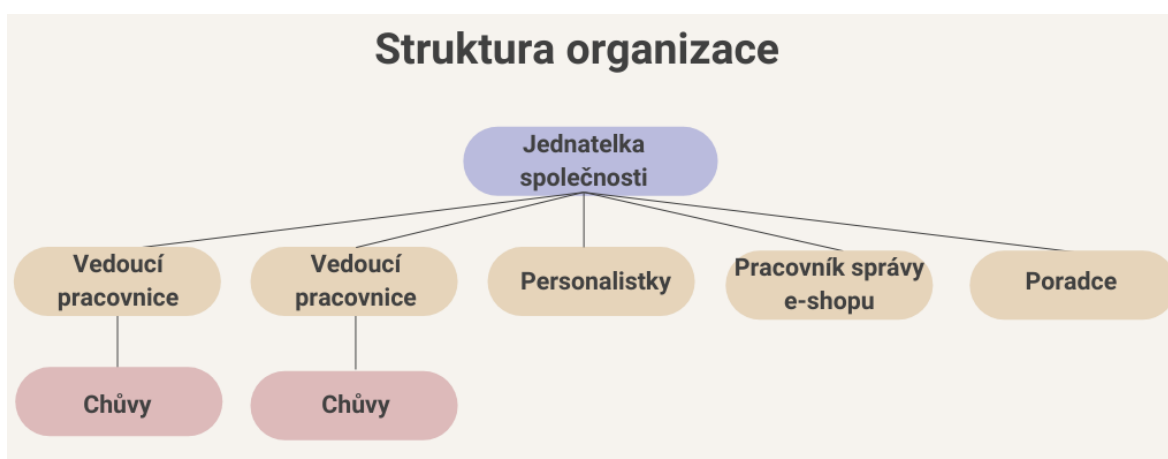 Struktura organizace
Jednatelka
společnosti
Vedoucí
pracovnice
Vedoucí
pracovnice
Personalistky
Pracovník správy
e-shopu
Poradce
Chůvy
Chůvy